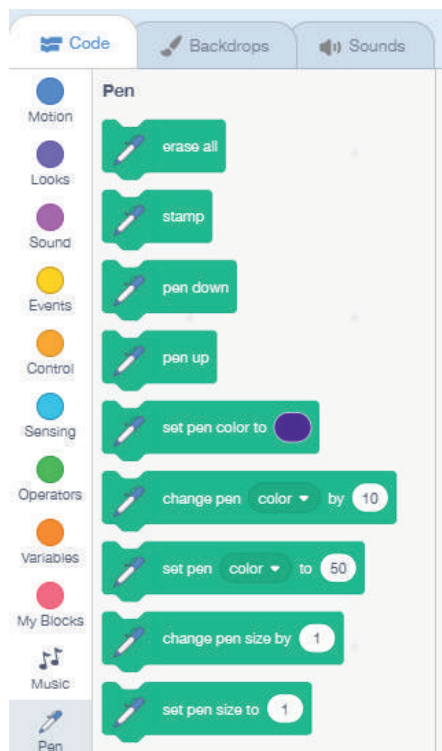 Code
Backdrops
Sounds
Motion
Looks
Sound
Events
Control
Sensing
Operators
Variables
My Blocks
Music
Pen
Pen
erase all
stamp
pen down
pen up
set pen color to
change pen color by 10
set pen color to 50
change pen size by 1
set pen size to 1